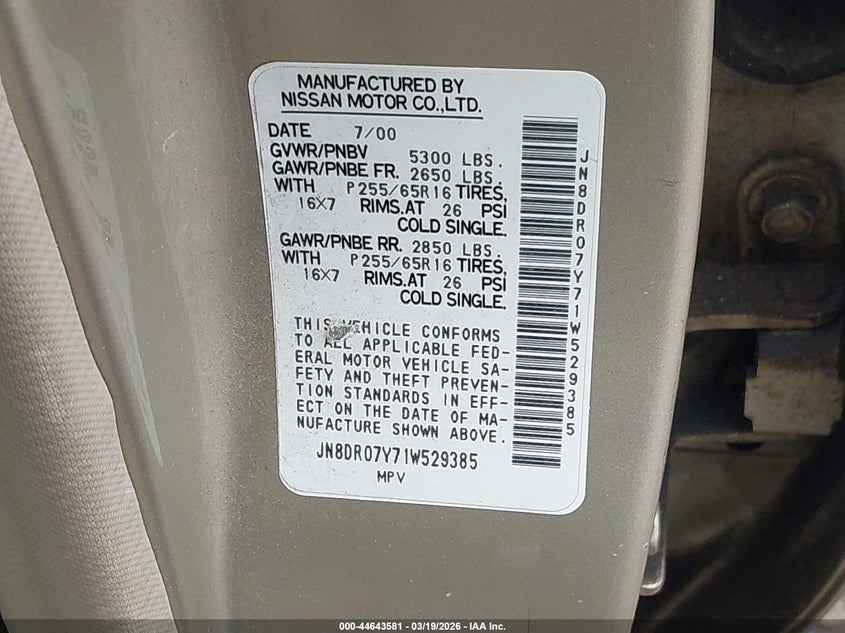 MANUFACTURED BY
NISSAN MOTOR CO.,LTD.
DATE 7/00
GVWR/PNBV 5300 LBS.
GAWR/PNBE FR. 2650 LBS.
WITH P255/65R16 TIRES,
16X7 RIMS.AT 26 PSI
COLD SINGLE.
GAWR/PNBE RR. 2850 LBS.
WITH P255/65R16 TIRES,
16X7 RIMS.AT 26 PSI
COLD SINGLE.
THIS VEHICLE CONFORMS
TO ALL APPLICABLE FED-
ERAL MOTOR VEHICLE SA-
FETY AND THEFT PREVEN-
TION STANDARDS IN EFF-
ECT ON THE DATE OF MA-
NUFACTURE SHOWN ABOVE.
JN8DR07Y71W529385
MPV
JN8DR07Y71W529385
000-44643581 - 03/19/2026 - IAA Inc.